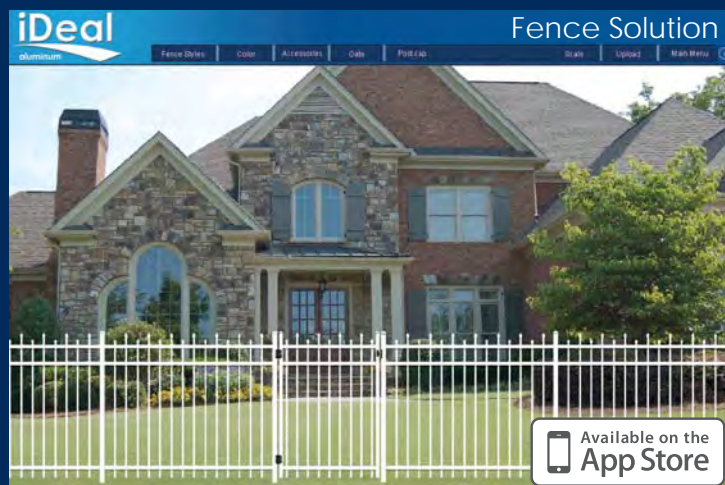 iDeal
aluminum
Fence Solution
Fence Styles
Color
Accessories
Gate
Post cap
Scale
Upload
Main Menu
Available on the
App Store